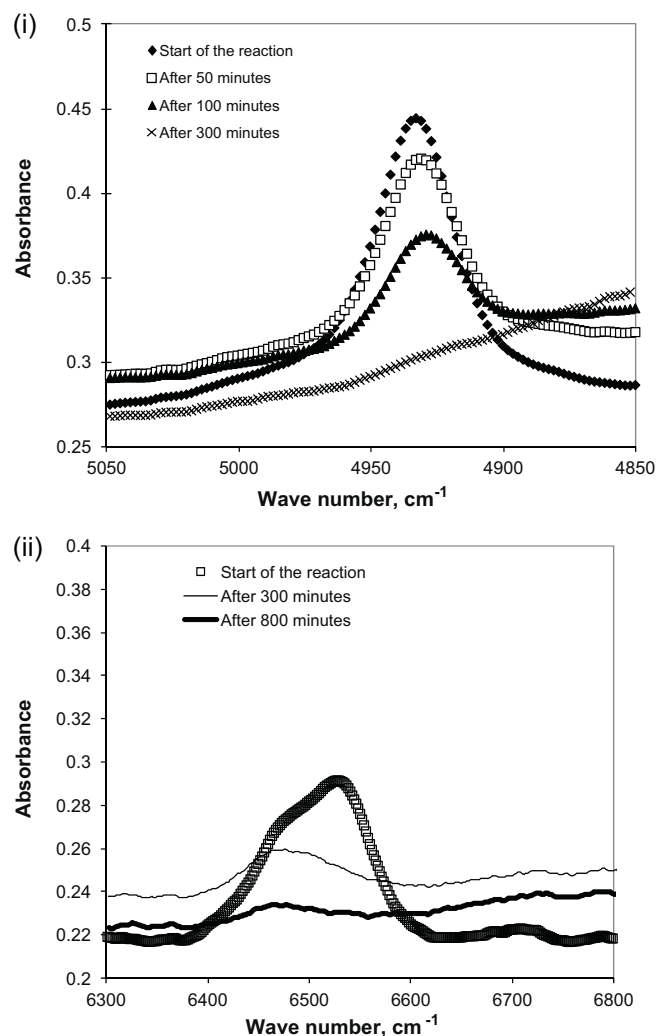 (i)
0.5
Start of the reaction
After 50 minutes
0.45
After 100 minutes
After 300 minutes
0.4
Absorbance
0.35
0.3
0.25
5050 5000 4950 4900 4850
Wave number, cm⁻¹
(ii)
0.4
Start of the reaction
0.38
After 300 minutes
After 800 minutes
0.36
0.34
0.32
Absorbance
0.3
0.28
0.26
0.24
0.22
0.2
6300 6400 6500 6600 6700 6800
Wave number, cm⁻¹